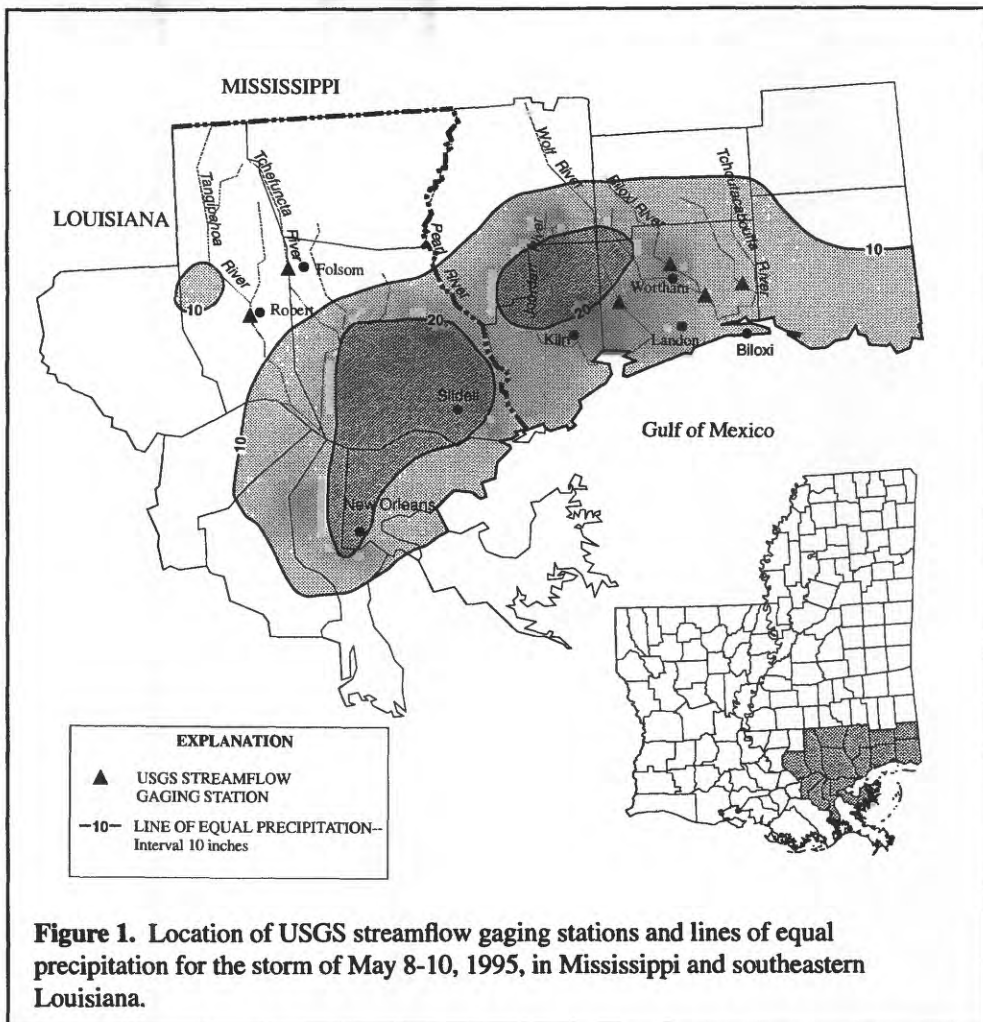 MISSISSIPPI
LOUISIANA
Tangipahoa
River
Tchefuncta
River
Folsom
Robert
10
Pearl
River
Wolf
River
Biloxi River
Tchoutacabouffa
River
10
Jourdan River
20
Wortham
Kiln
Landon
Biloxi
20
Slidell
10
New Orleans
Gulf of Mexico
EXPLANATION
USGS STREAMFLOW
GAGING STATION
—10— LINE OF EQUAL PRECIPITATION--
Interval 10 inches
Figure 1. Location of USGS streamflow gaging stations and lines of equal
precipitation for the storm of May 8-10, 1995, in Mississippi and southeastern
Louisiana.